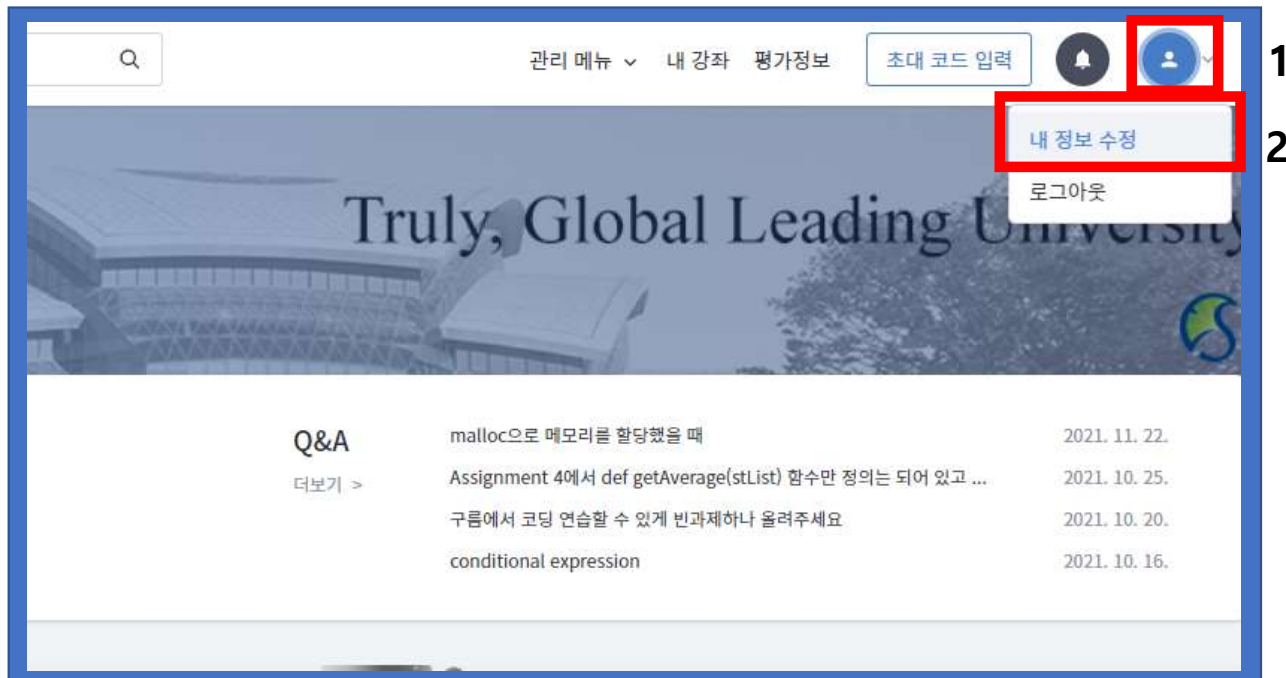 관리 메뉴 내 강좌 평가정보 초대 코드 입력
1
내 정보 수정
2
로그아웃
Truly, Global Leading University
Q&A
더보기 >
malloc으로 메모리를 할당했을 때 2021. 11. 22.
Assignment 4에서 def getAverage(stList) 함수만 정의는 되어 있고 ... 2021. 10. 25.
구름에서 코딩 연습할 수 있게 빈과제하나 올려주세요 2021. 10. 20.
conditional expression 2021. 10. 16.